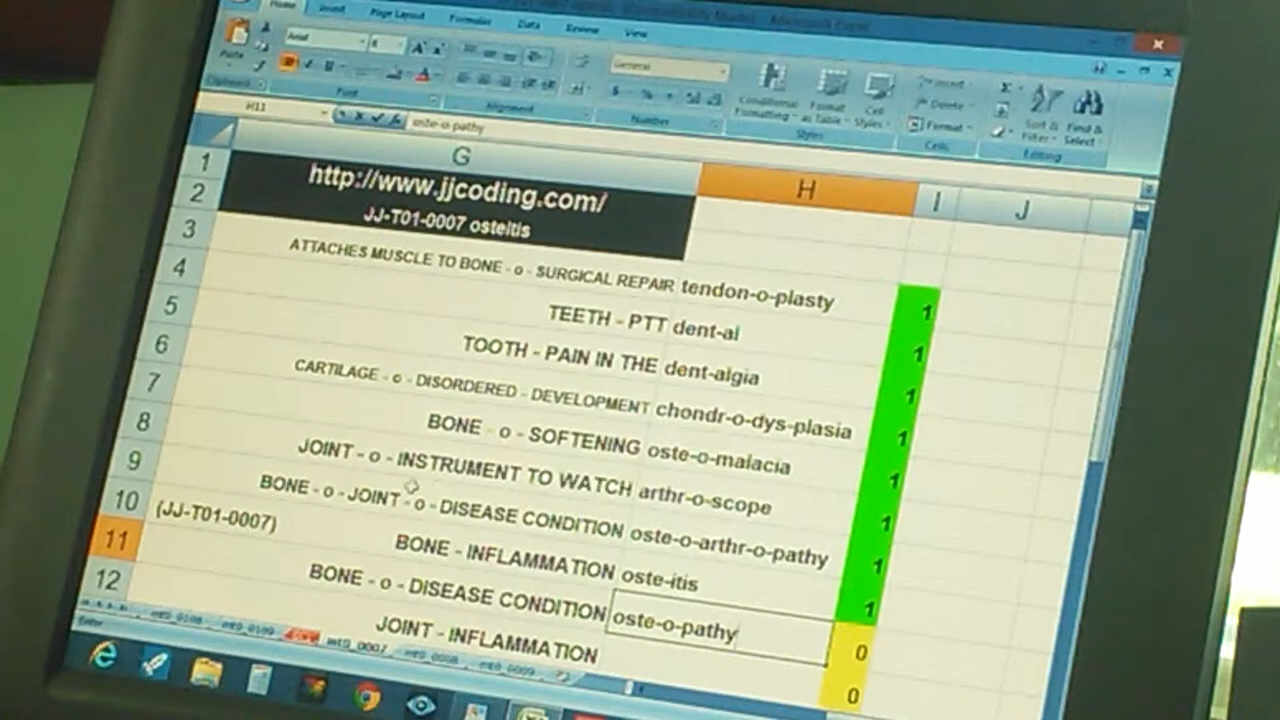 Home Insert Page Layout Formulas Data Review View
Paste
Arial
General
Conditional Formatting
Format as Table
Cell Styles
Insert
Delete
Format
Sort & Filter
Find & Select
Clipboard Font Alignment Number Styles Cells Editing
H11 oste-o-pathy
G H I J
1 http://www.jjcoding.com/
2 JJ-T01-0007 osteitis
3 ATTACHES MUSCLE TO BONE - o - SURGICAL REPAIR tendon-o-plasty 1
4 TEETH - PTT dent-al 1
5 TOOTH - PAIN IN THE dent-algia 1
6 CARTILAGE - o - DISORDERED - DEVELOPMENT chondr-o-dys-plasia 1
7 BONE o - SOFTENING oste-o-malacia 1
8 JOINT - o - INSTRUMENT TO WATCH arthr-o-scope 1
9 BONE - o - JOINT - o - DISEASE CONDITION oste-o-arthr-o-pathy 1
10 (JJ-T01-0007) BONE - INFLAMMATION oste-itis 1
11 BONE - o - DISEASE CONDITION oste-o-pathy 0
12 JOINT - INFLAMMATION 0
Enter